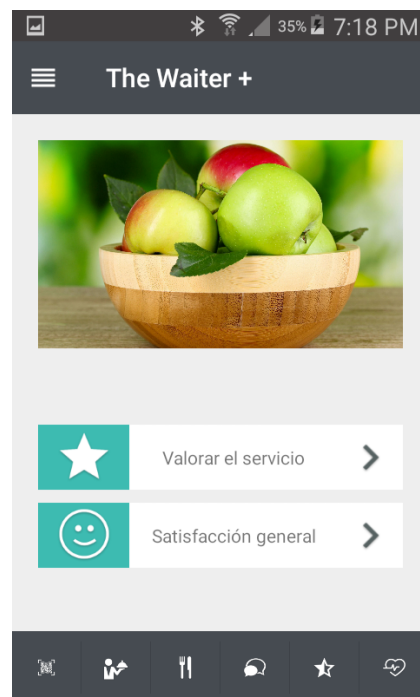 35% 7:18 PM
The Waiter +
Valorar el servicio
Satisfacción general